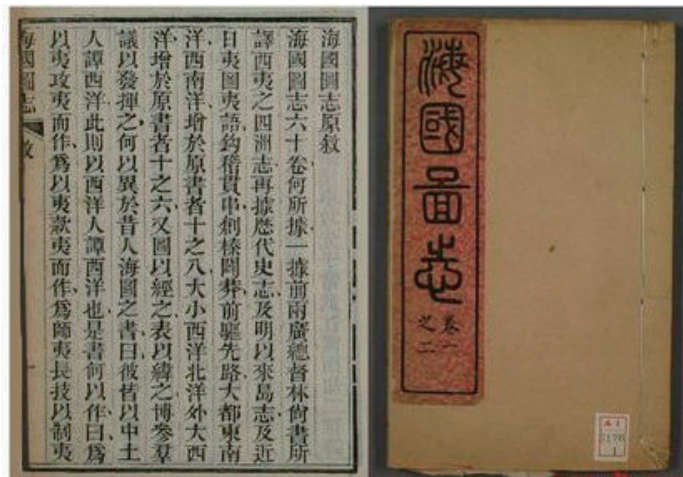 海國圖志原敘
海國圖志六十卷何所據一據前兩廣總督林尚書所
譯西夷之四洲志再據歷代史志及明以來島志及近
日夷圖夷語鈎稽貫串創榛闢莽前驅先路大都東南
洋西南洋增於原書者十之八大小西洋北洋外大西
洋增於原書者十之六又圖以經之表以緯之博參羣
議以發揮之何以異於昔人海圖之書曰彼皆以中土
人譚西洋此則以西洋人譚西洋也是書何以作曰爲
以夷攻夷而作爲以夷款夷而作爲師夷長技以制夷
海國圖志
敘
一
海國圖志
卷一
之二